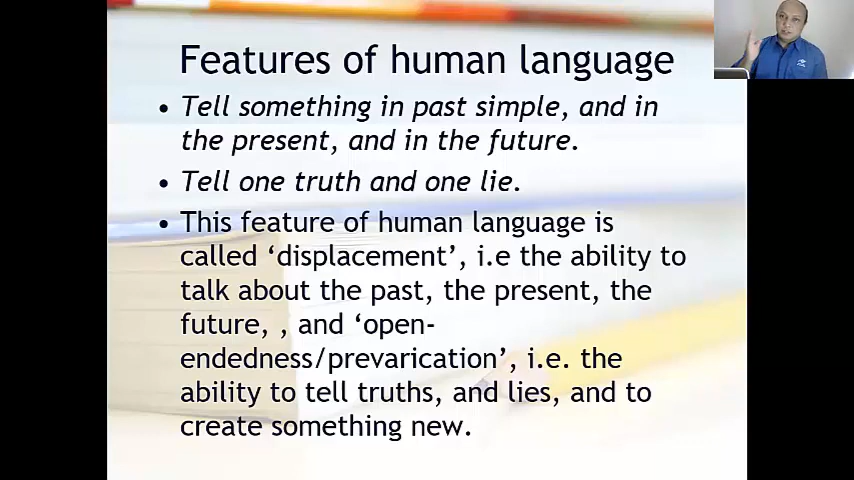 Features of human language
• Tell something in past simple, and in
the present, and in the future.
• Tell one truth and one lie.
• This feature of human language is
called ‘displacement’, i.e the ability to
talk about the past, the present, the
future, , and ‘open-
endedness/prevarication’, i.e. the
ability to tell truths, and lies, and to
create something new.